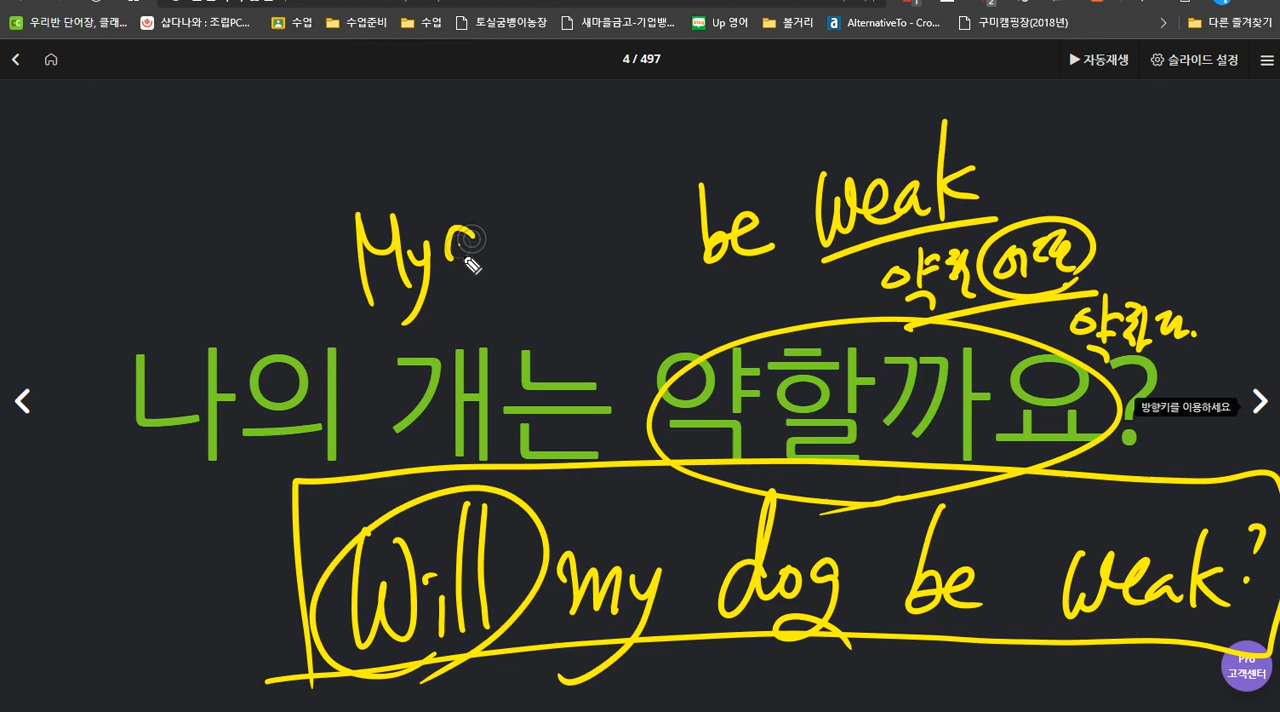 우리반 단어장, 클래... 샵다나와 : 조립PC... 수업 수업준비 수업 토실굼벵이농장 새마을금고-기업뱅... Up 영어 볼거리 AlternativeTo - Cro... 구미캠핑장(2018년) 다른 즐겨찾기
4 / 497 자동재생 슬라이드 설정
be weak
My
나의 개는 약할까요?
방향키를 이용하세요
Will my dog be weak?
Pro
고객센터